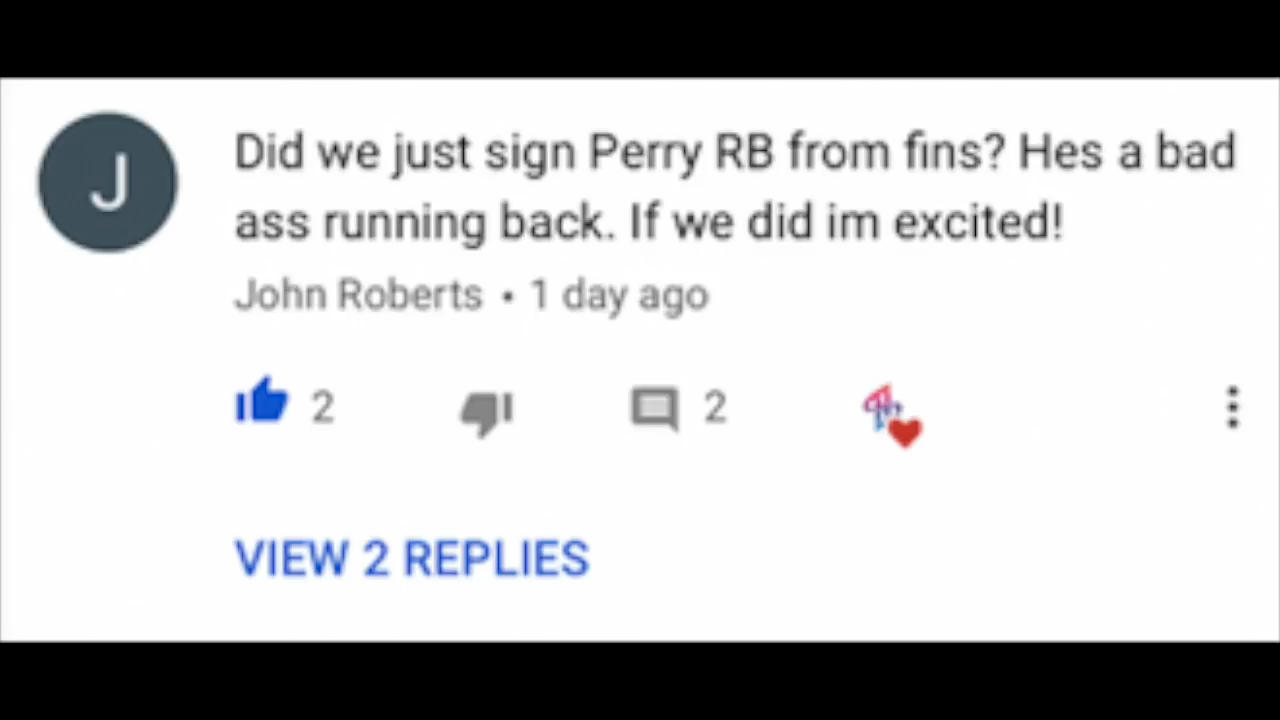 J
Did we just sign Perry RB from fins? Hes a bad
ass running back. If we did im excited!
John Roberts • 1 day ago
2
2
VIEW 2 REPLIES